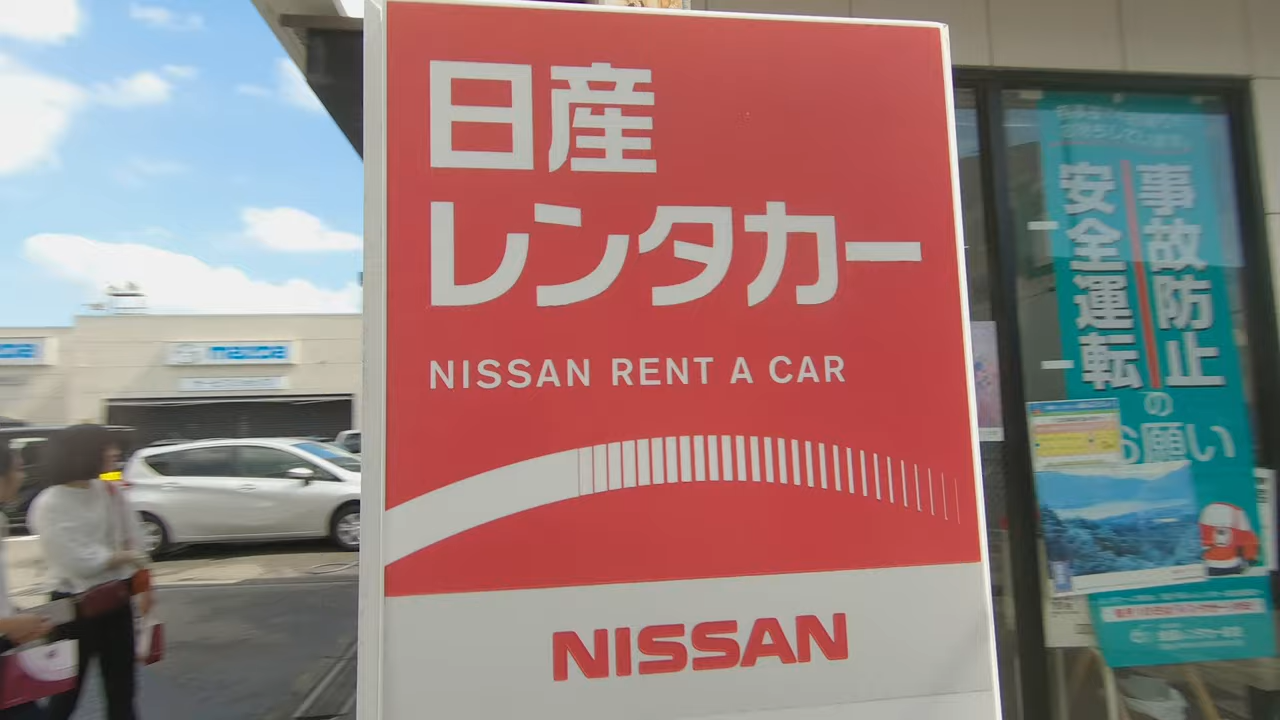 日産
レンタカー
NISSAN RENT A CAR
NISSAN
mazda
事故防止
安全運転
の
お願い